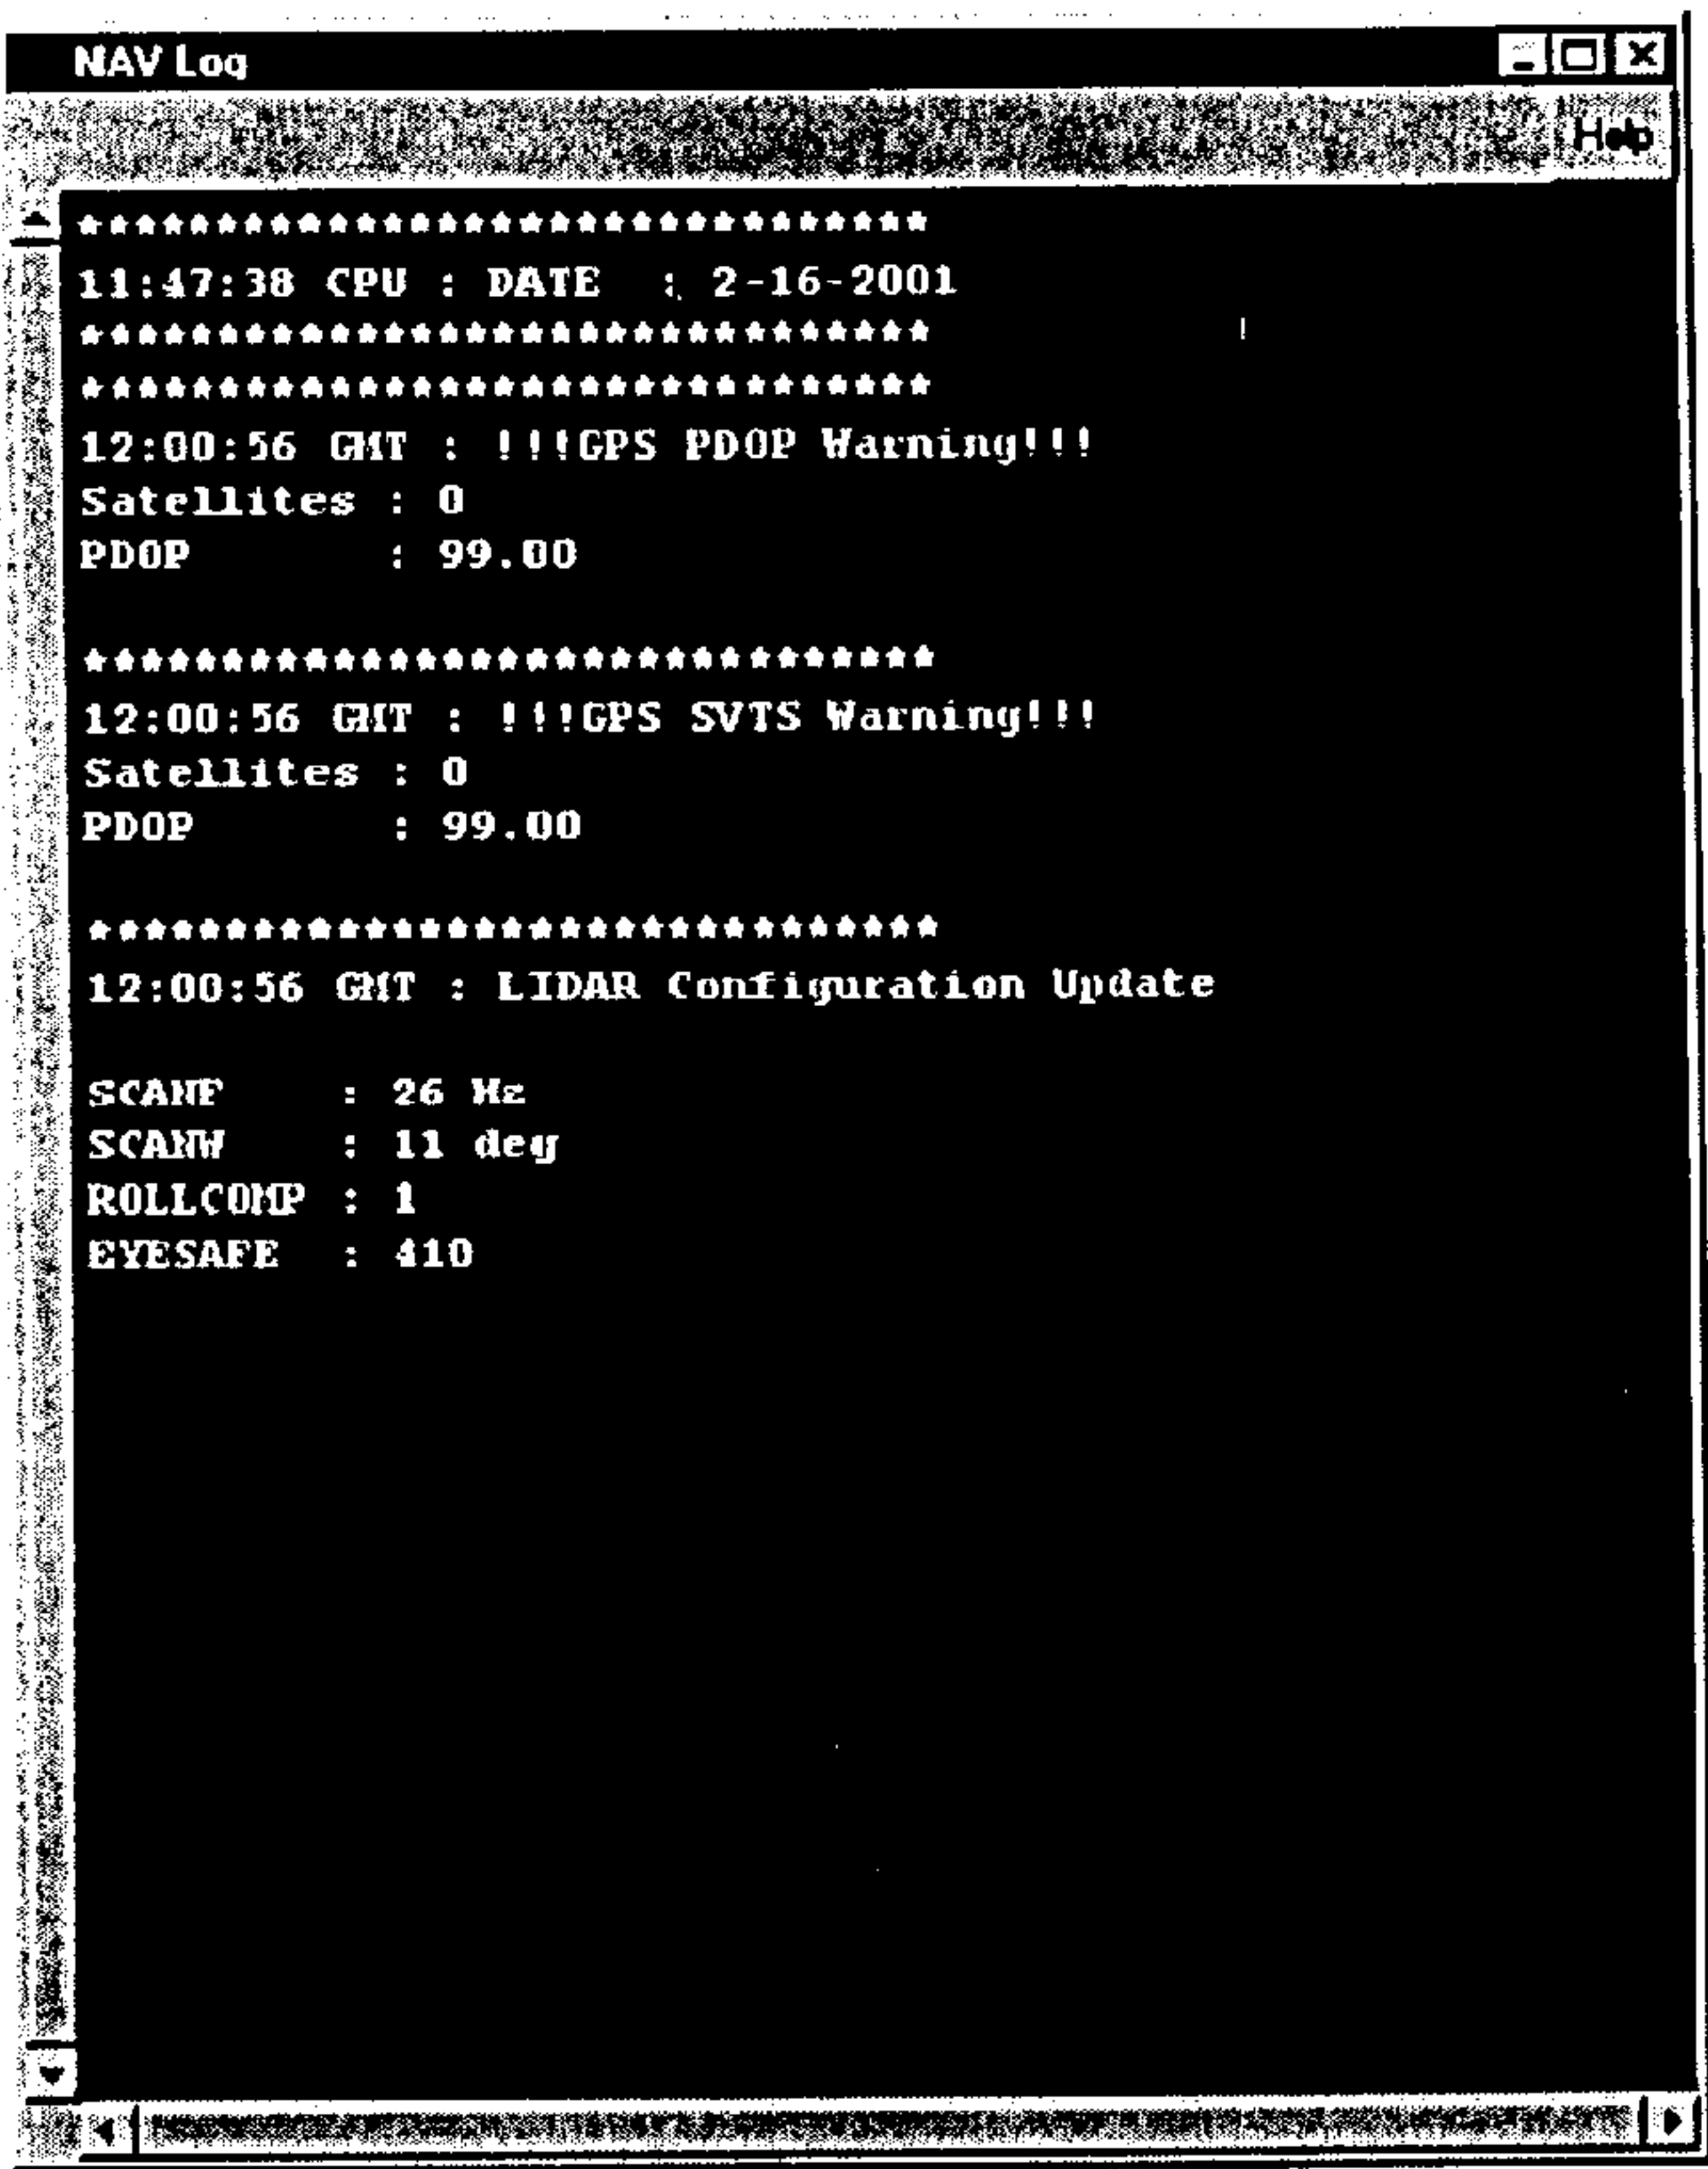 NAV Log
Help
*******************************
11:47:38 CPU : DATE  : 2-16-2001
*******************************
*******************************
12:00:56 GMT : !!!GPS PDOP Warning!!!
Satellites : 0
PDOP       : 99.00
*******************************
12:00:56 GMT : !!!GPS SVTS Warning!!!
Satellites : 0
PDOP       : 99.00
*******************************
12:00:56 GMT : LIDAR Configuration Update
SCANF    : 26 Hz
SCANW    : 11 deg
ROLLCOMP : 1
EYESAFE  : 410